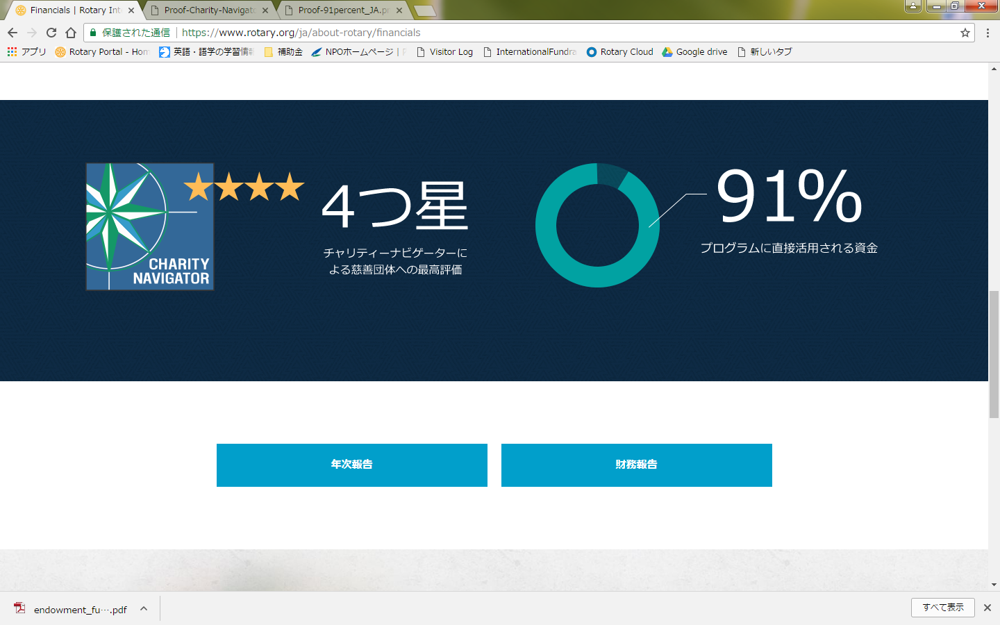 Financials | Rotary Int
Proof-Charity-Navigato
Proof-91percent_JA.pn
保護された通信
https://www.rotary.org/ja/about-rotary/financials
アプリ
Rotary Portal - Hom
英語・語学の学習情報
補助金
NPOホームページ |
Visitor Log
InternationalFundra
Rotary Cloud
Google drive
新しいタブ
CHARITY
NAVIGATOR
4つ星
チャリティーナビゲーターに
よる慈善団体への最高評価
91%
プログラムに直接活用される資金
年次報告
財務報告
endowment_fu….pdf
すべて表示